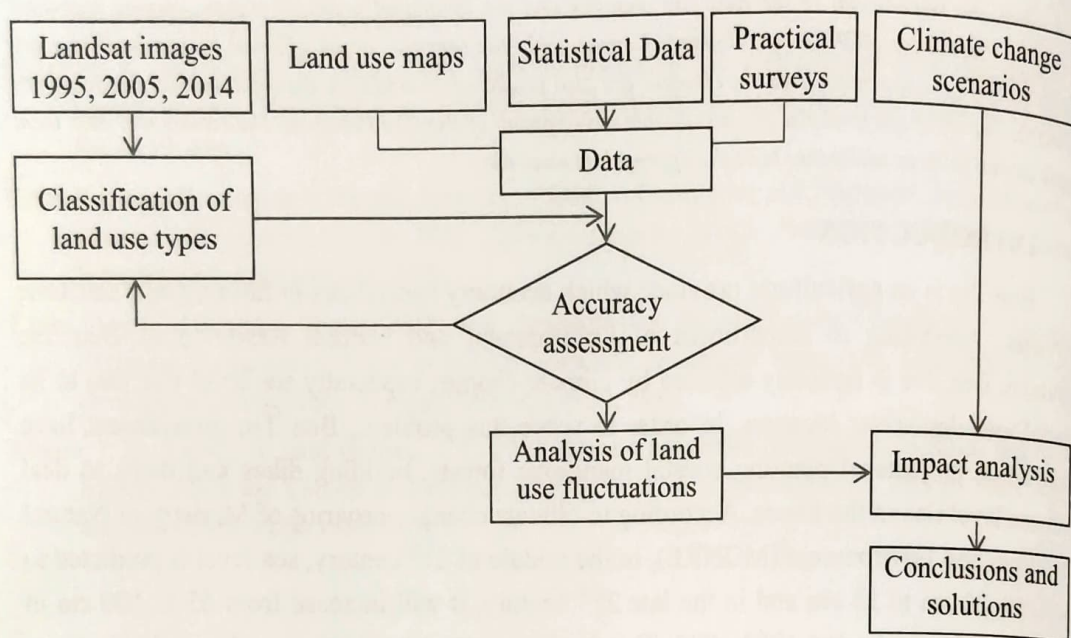 Landsat images
1995, 2005, 2014
Land use maps
Statistical Data
Practical
surveys
Climate change
scenarios
Data
Classification of
land use types
Accuracy
assessment
Analysis of land
use fluctuations
Impact analysis
Conclusions and
solutions